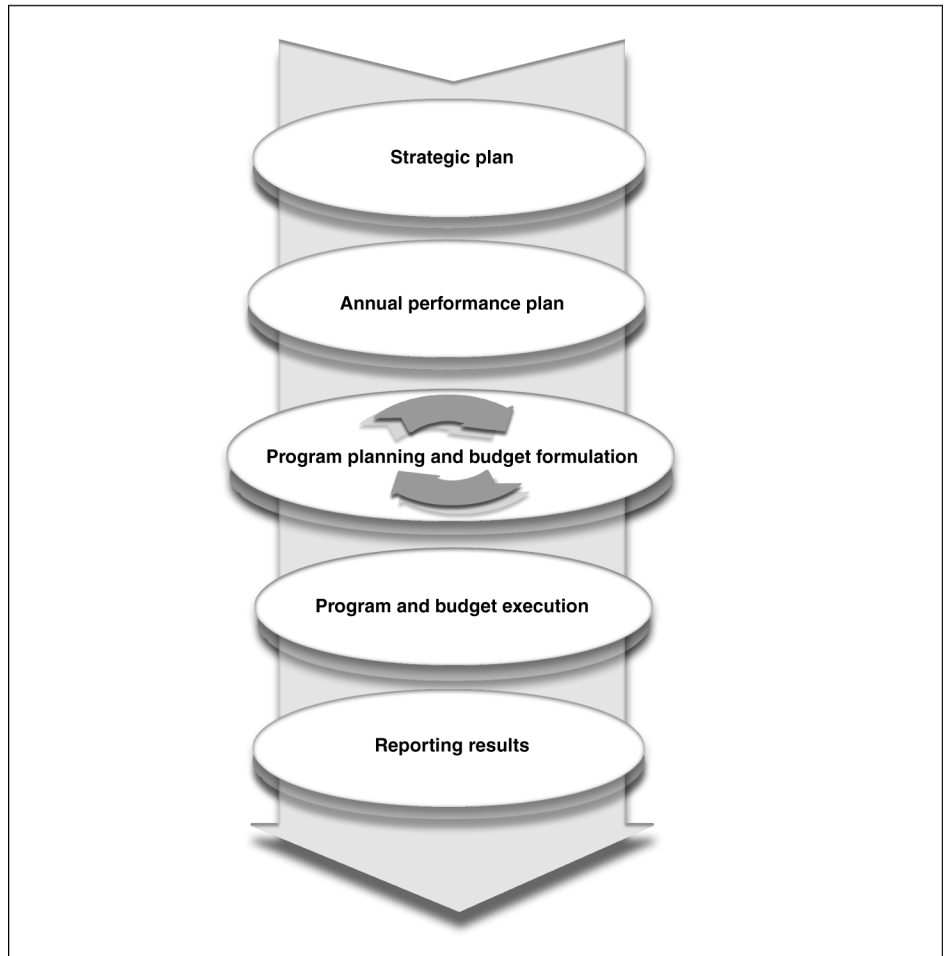 Strategic plan
Annual performance plan
Program planning and budget formulation
Program and budget execution
Reporting results